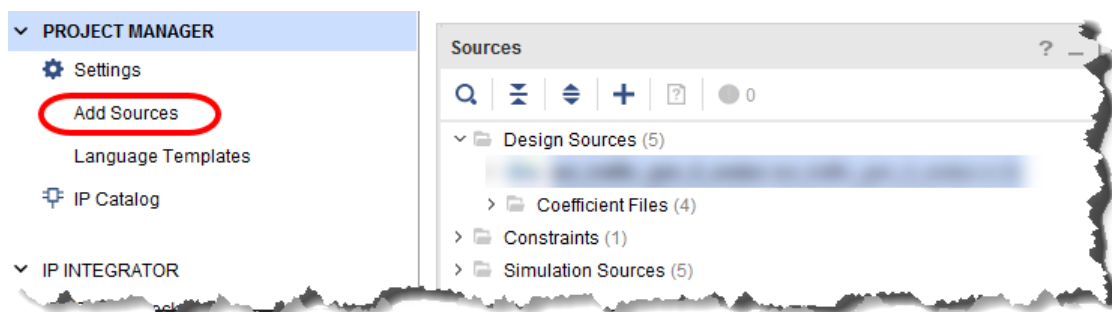 PROJECT MANAGER
Settings
Add Sources
Language Templates
IP Catalog
IP INTEGRATOR
Sources
? _
0
Design Sources (5)
Coefficient Files (4)
Constraints (1)
Simulation Sources (5)